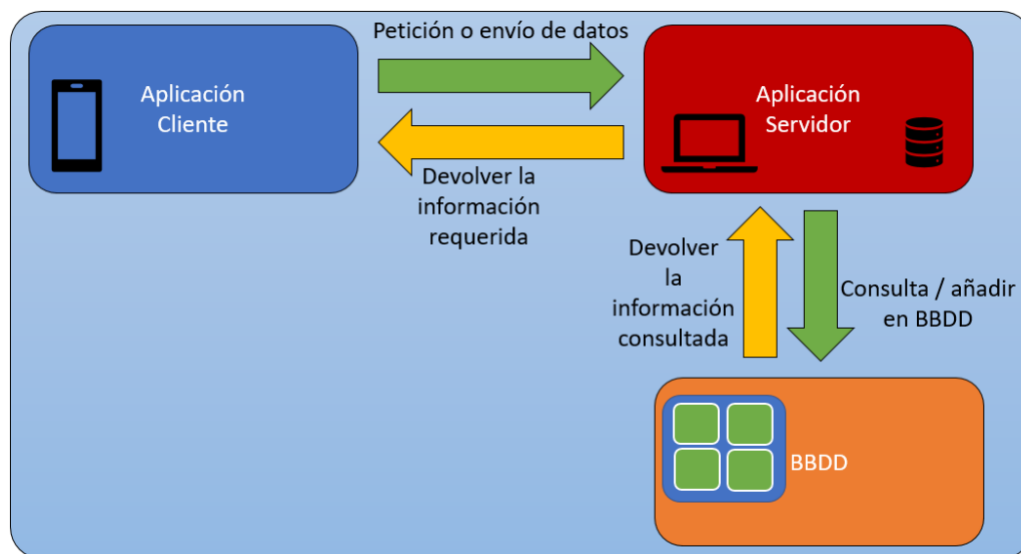 Petición o envío de datos
Aplicación
Cliente
Aplicación
Servidor
Devolver la
información
requerida
Devolver
la
información
consultada
Consulta / añadir
en BBDD
BBDD